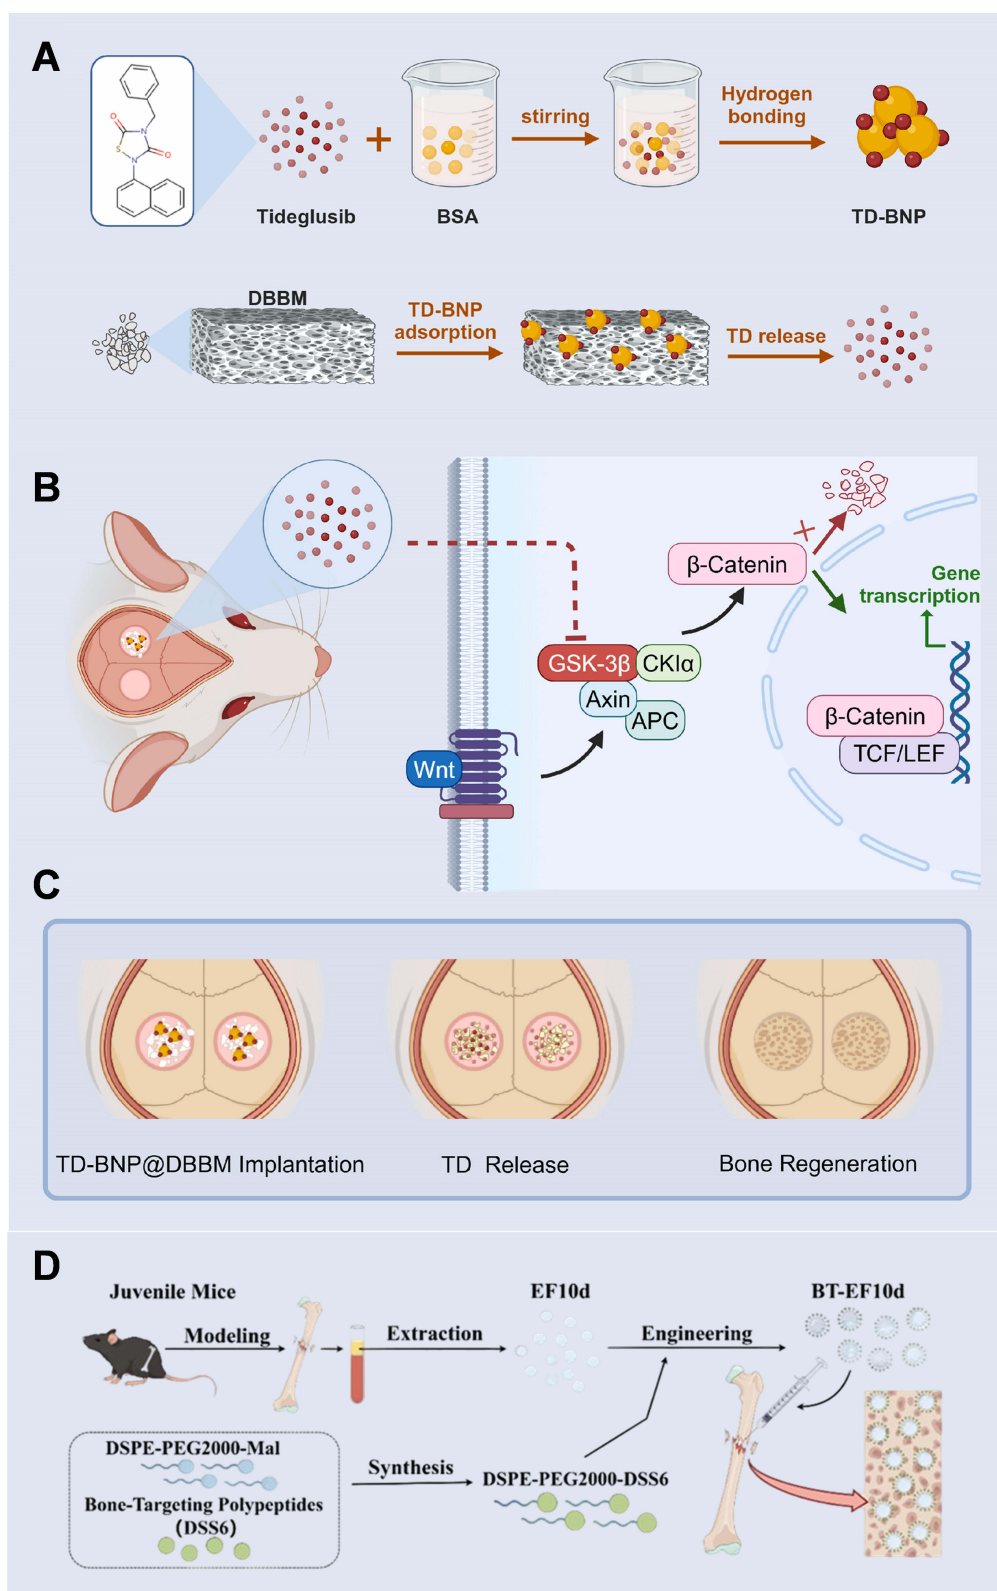 A
O
N
O
S
N
+
stirring
Hydrogen
bonding
Tideglusib
BSA
TD-BNP
DBBM
TD-BNP
adsorption
TD release
B
β-Catenin
Gene
transcription
GSK-3β
CKIα
Axin
APC
β-Catenin
TCF/LEF
Wnt
C
TD-BNP@DBBM Implantation
TD Release
Bone Regeneration
D
Juvenile Mice
EF10d
BT-EF10d
Modeling
Extraction
Engineering
DSPE-PEG2000-Mal
Synthesis
DSPE-PEG2000-DSS6
Bone-Targeting Polypeptides
(DSS6)